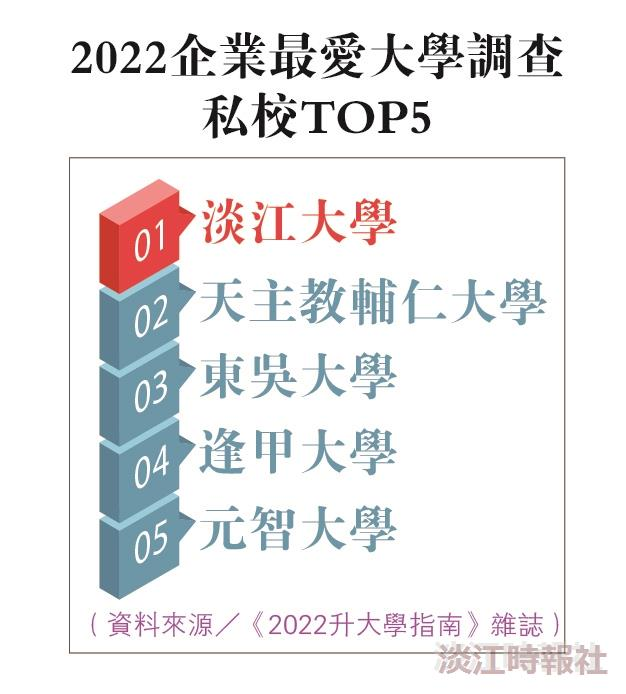 2022企業最愛大學調查
私校TOP5
01 淡江大學
02 天主教輔仁大學
03 東吳大學
04 逢甲大學
05 元智大學
（資料來源／《2022升大學指南》雜誌）
淡江時報社